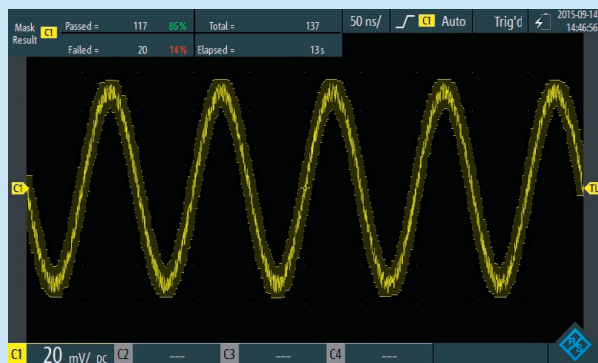 Mask Result C1 Passed = 117 86% Total = 137 50 ns/ C1 Auto Trig'd 2015-09-14
Failed = 20 14% Elapsed = 13 s 14:46:56
C1 TL
C1 20 mV/ DC C2 --- C3 --- C4 ---
R&S